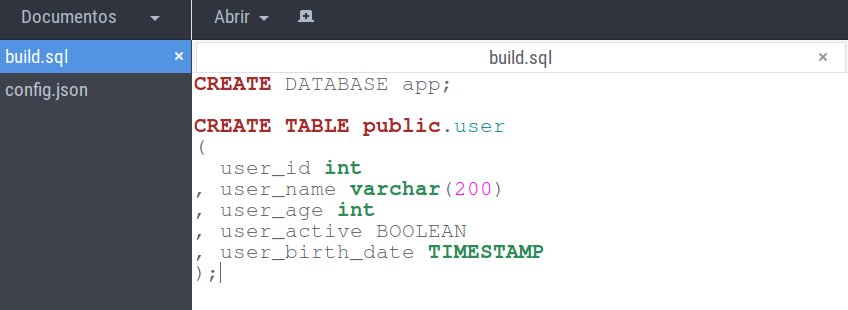 Documentos
Abrir
build.sql
config.json
build.sql
CREATE DATABASE app;
CREATE TABLE public.user
(
  user_id int
, user_name varchar(200)
, user_age int
, user_active BOOLEAN
, user_birth_date TIMESTAMP
);